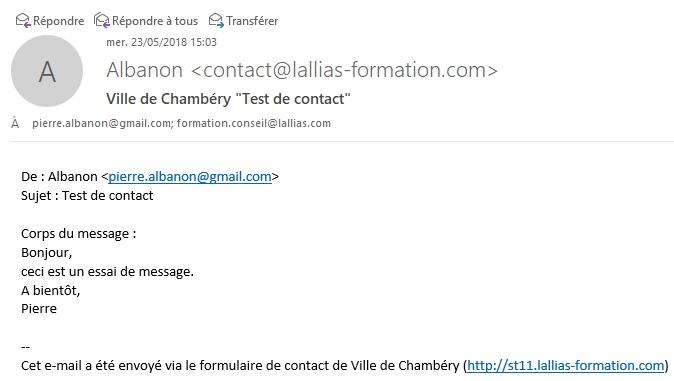 Répondre Répondre à tous Transférer
mer. 23/05/2018 15:03
A
Albanon <contact@lallias-formation.com>
Ville de Chambéry "Test de contact"
À pierre.albanon@gmail.com; formation.conseil@lallias.com
De : Albanon <pierre.albanon@gmail.com>
Sujet : Test de contact
Corps du message :
Bonjour,
ceci est un essai de message.
A bientôt,
Pierre
--
Cet e-mail a été envoyé via le formulaire de contact de Ville de Chambéry (http://st11.lallias-formation.com)